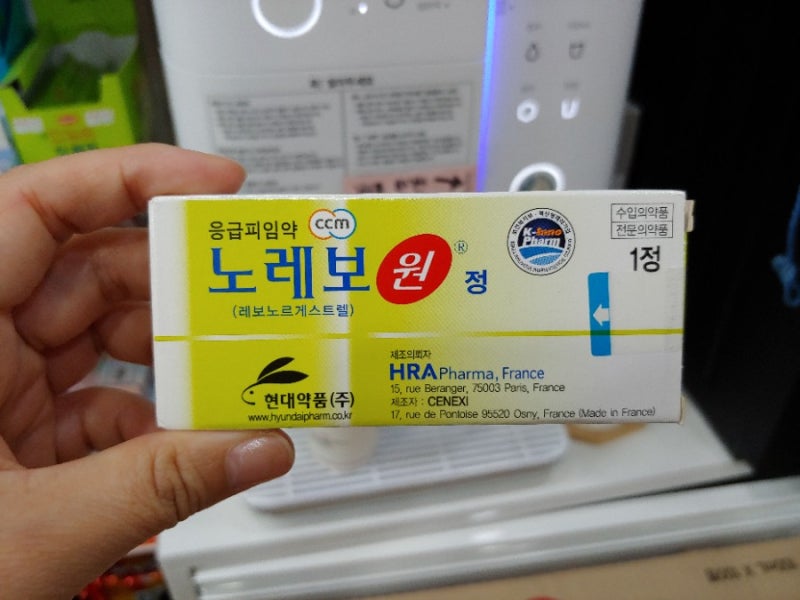 응급피임약
ccm
노레보원® 정
(레보노르게스트렐)
K-Inno
Pharm
수입의약품
전문의약품
1정
현대약품(주)
www.hyundaipharm.co.kr
제조의뢰자
HRA Pharma, France
15, rue Beranger, 75003 Paris, France
제조자 : CENEXI
17, rue de Pontoise 95520 Osny, France (Made in France)